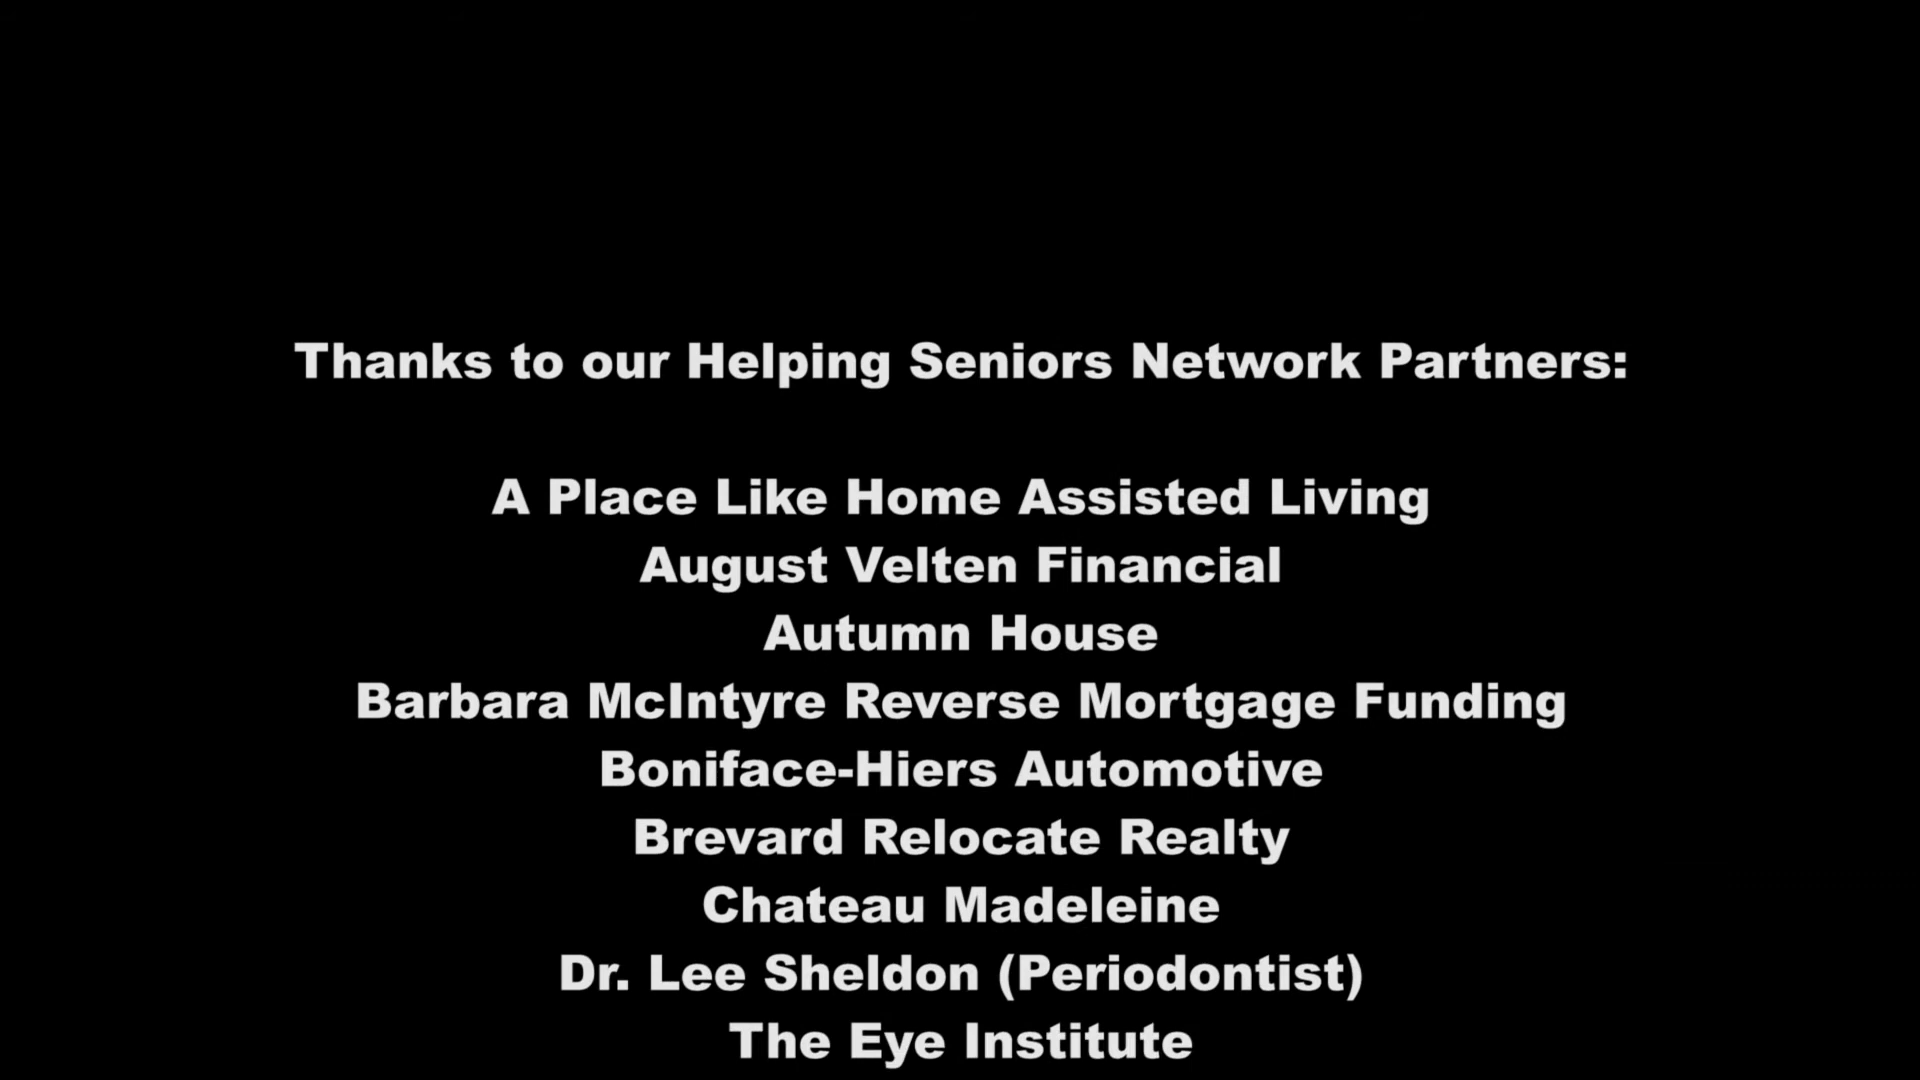 Thanks to our Helping Seniors Network Partners:
A Place Like Home Assisted Living
August Velten Financial
Autumn House
Barbara McIntyre Reverse Mortgage Funding
Boniface-Hiers Automotive
Brevard Relocate Realty
Chateau Madeleine
Dr. Lee Sheldon (Periodontist)
The Eye Institute